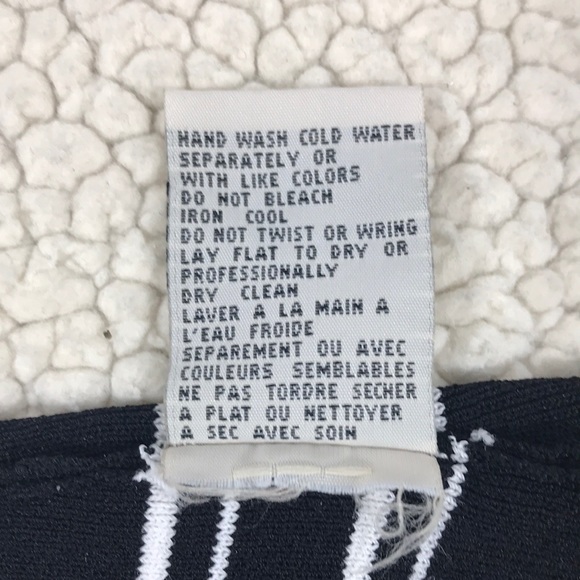 HAND WASH COLD WATER
SEPARATELY OR
WITH LIKE COLORS
DO NOT BLEACH
IRON COOL
DO NOT TWIST OR WRING
LAY FLAT TO DRY OR
PROFESSIONALLY
DRY CLEAN
LAVER A LA MAIN A
L'EAU FROIDE
SEPAREMENT OU AVEC
COULEURS SEMBLABLES
NE PAS TORDRE SECHER
A PLAT OU NETTOYER
A SEC AVEC SOIN